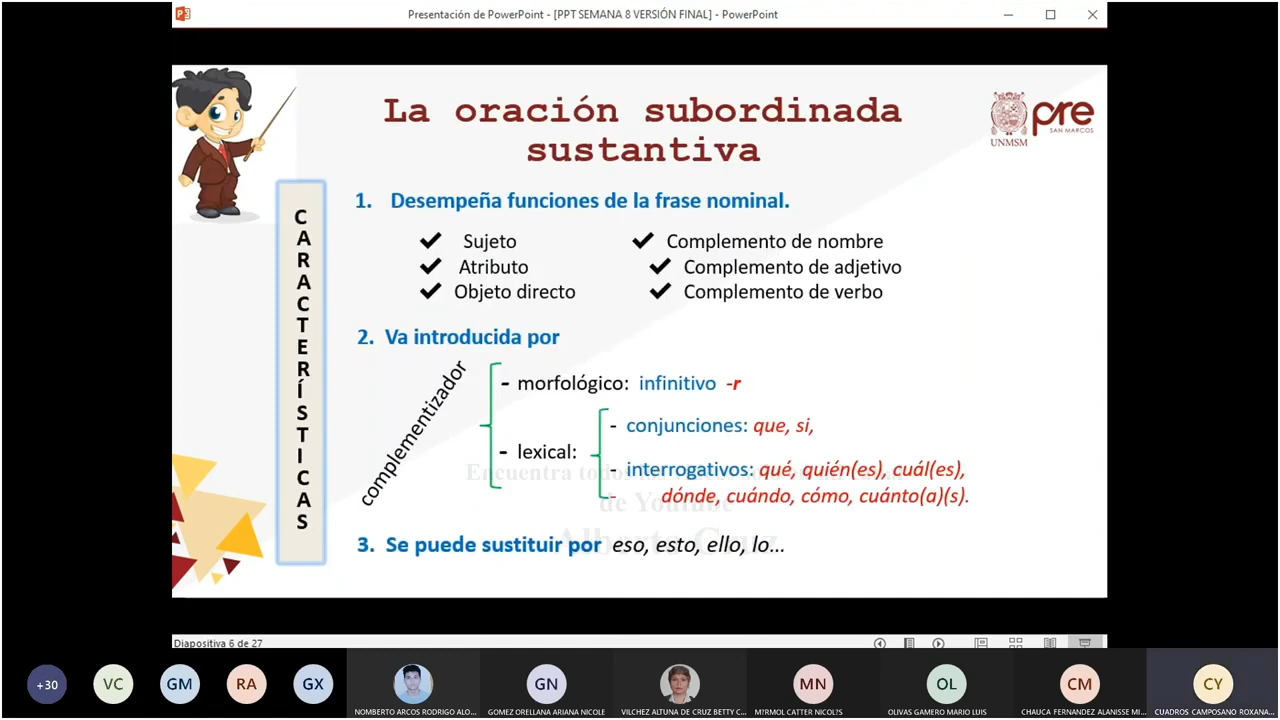 Presentación de PowerPoint - [PPT SEMANA 8 VERSIÓN FINAL] - PowerPoint
La oración subordinada
sustantiva
UNMSM
pre
SAN MARCOS
CARACTERÍSTICAS
1. Desempeña funciones de la frase nominal.
✔ Sujeto ✔ Complemento de nombre
✔ Atributo ✔ Complemento de adjetivo
✔ Objeto directo ✔ Complemento de verbo
2. Va introducida por
complementizador
- morfológico: infinitivo -r
- conjunciones: que, si,
- lexical:
- interrogativos: qué, quién(es), cuál(es),
- dónde, cuándo, cómo, cuánto(a)(s).
Encuentra todo
de Youtube
3. Se puede sustituir por eso, esto, ello, lo...
Diapositiva 6 de 27
+30 VC GM RA GX GN MN OL CM CY
NOMBERTO ARCOS RODRIGO ALO... GOMEZ ORELLANA ARIANA NICOLE VILCHEZ ALTUNA DE CRUZ BETTY C... M?RMOL CATTER NICOL?S OLIVAS GAMERO MARIO LUIS CHAUCA FERNANDEZ ALANISSE MI... CUADROS CAMPOSANO ROXANA...